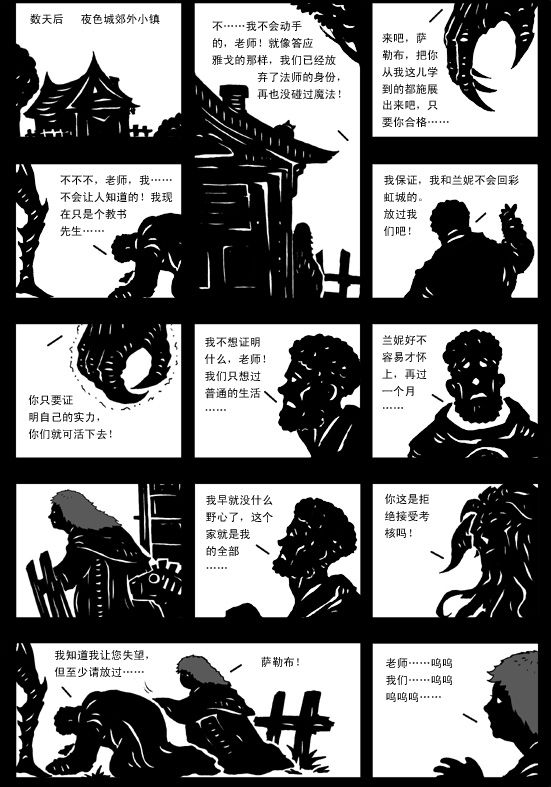 数天后　夜色城郊外小镇
不……我不会动手
的，老师！就像答应
雅戈的那样，我们已经放
弃了法师的身份，
再也没碰过魔法！
来吧，萨
勒布，把你
从我这儿学
到的都施展
出来吧，只
要你合格……
不不不，老师，我……
不会让人知道的！我现
在只是个教书
先生……
我保证，我和兰妮不会回彩
虹城的。
放过我
们吧！
你只要证
明自己的实力，
你们就可活下去！
我不想证明
什么，老师！
我们只想过
普通的生活
……
兰妮好不
容易才怀
上，再过
一个月
……
我早就没什么
野心了，这个
家就是我
的全部
……
你这是拒
绝接受考
核吗！
我知道我让您失望，
但至少请放过……
萨勒布！
老师……呜呜
我们……呜呜
呜呜呜……